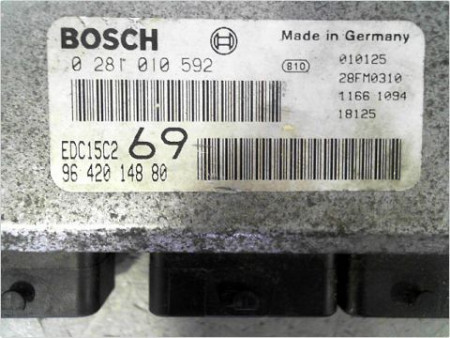 BOSCH Made in Germany
0 281 010 592 B10 010125
28FM0310
1166 1094
18125
EDC15C2 69
96 420 148 80